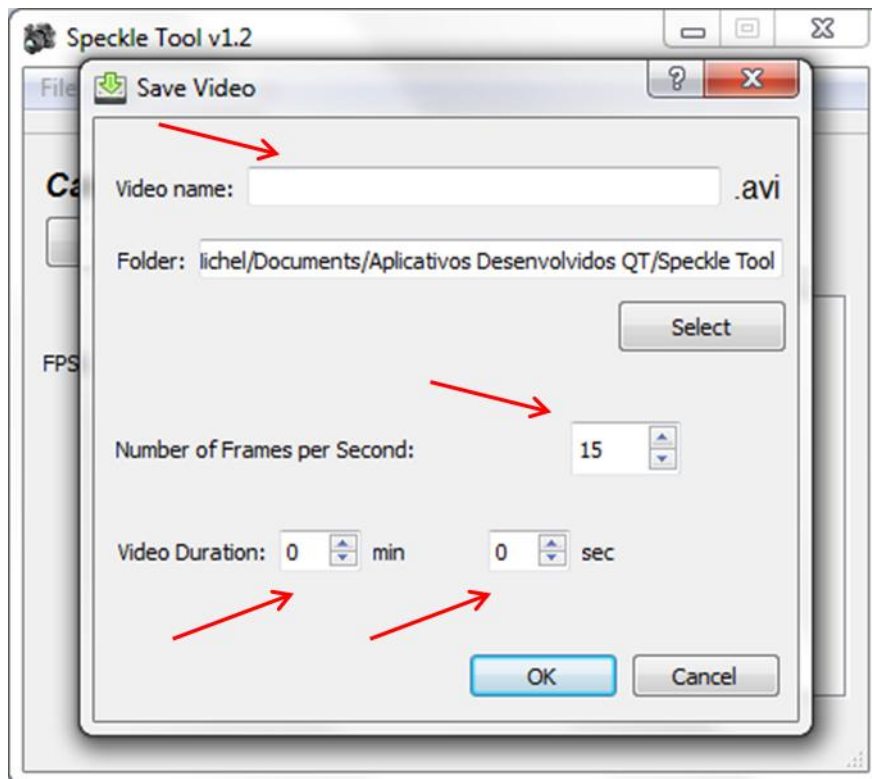 Speckle Tool v1.2
File
Save Video
Video name:
.avi
Folder: lichel/Documents/Aplicativos Desenvolvidos QT/Speckle Tool
Select
FPS
Number of Frames per Second: 15
Video Duration: 0 min 0 sec
OK Cancel